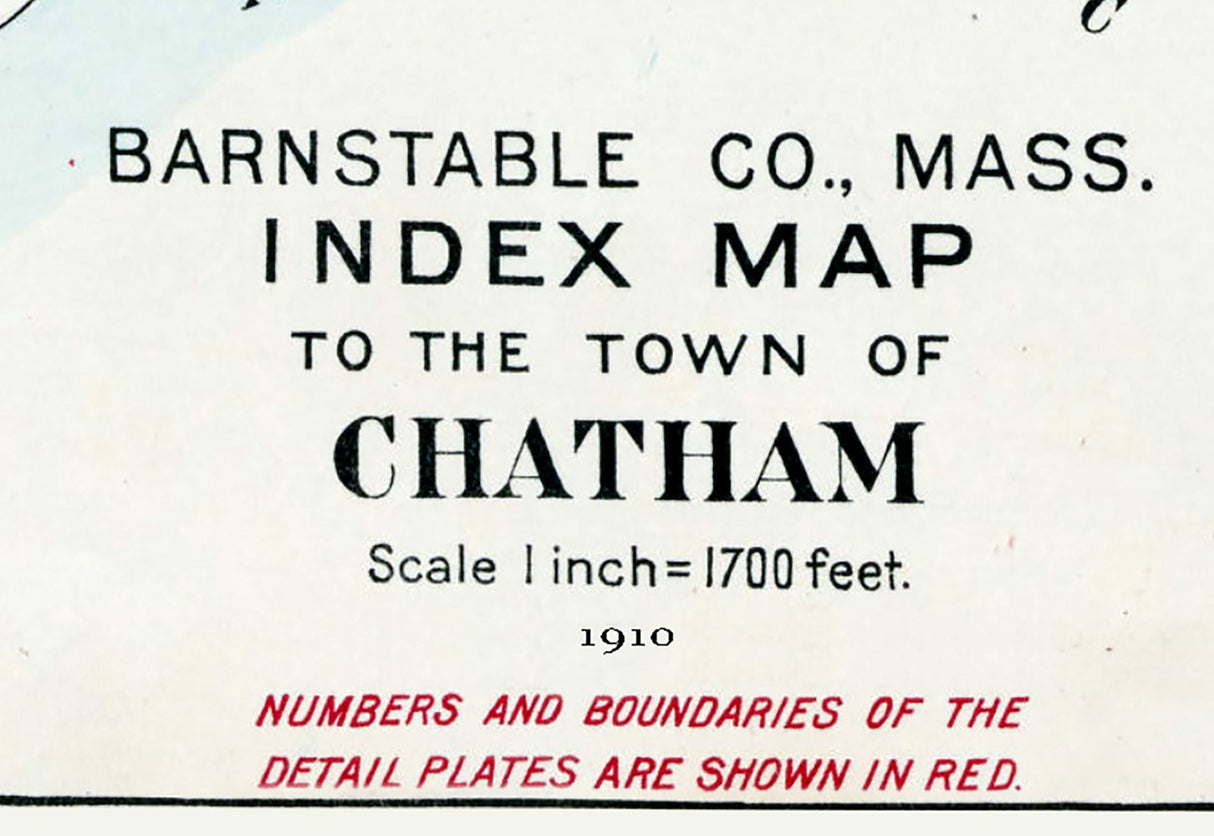 BARNSTABLE CO., MASS.
INDEX MAP
TO THE TOWN OF
CHATHAM
Scale 1 inch = 1700 feet.
1910
NUMBERS AND BOUNDARIES OF THE
DETAIL PLATES ARE SHOWN IN RED.